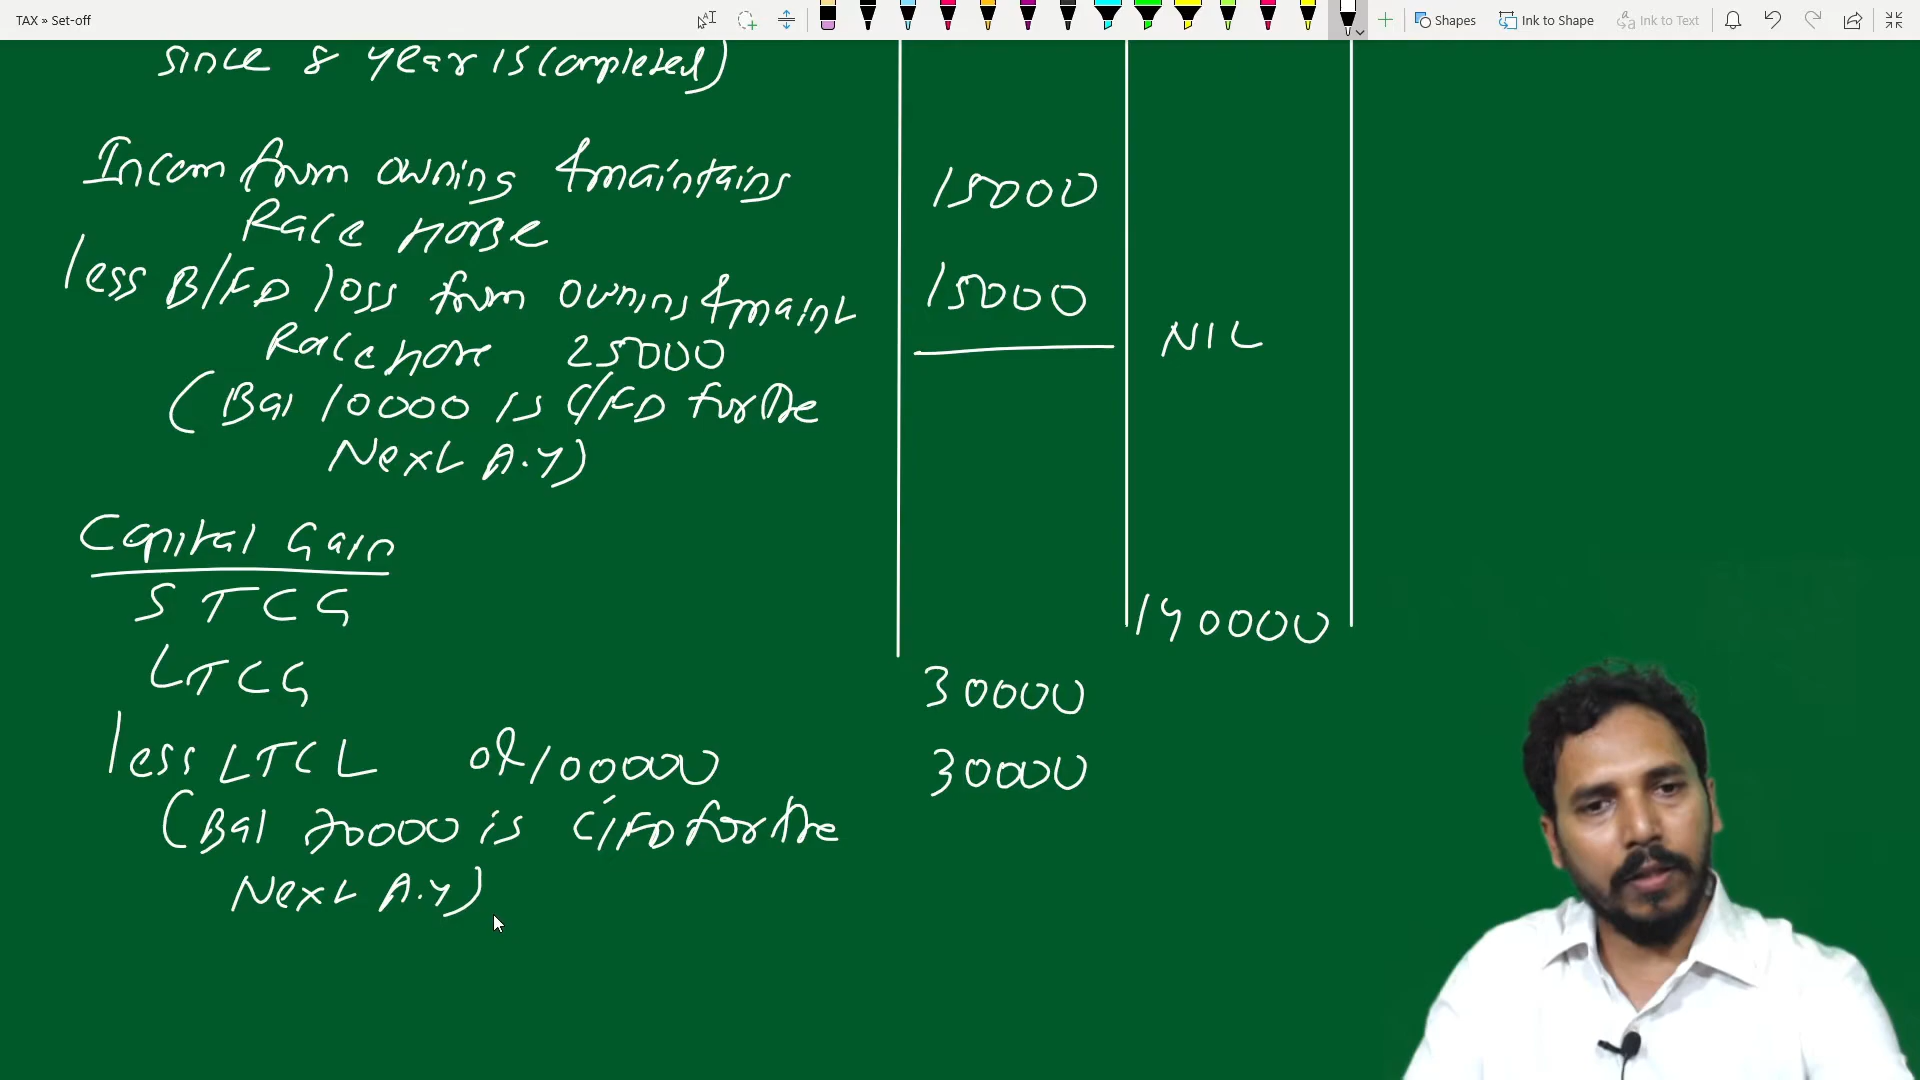 TAX » Set-off
Shapes Ink to Shape Ink to Text
since 8 year is completed)
Incom from owning & maintains 15000
Race horse
less B/FD loss from owning & maint 15000
Race hore 25000 NIL
(Bal 10000 is C/FD for the
Next A.Y)
Capital Gain
STCG 140000
LTCG 30000
less LTCL of 100000 30000
(Bal 70000 is C/FD for the
Next A.Y)